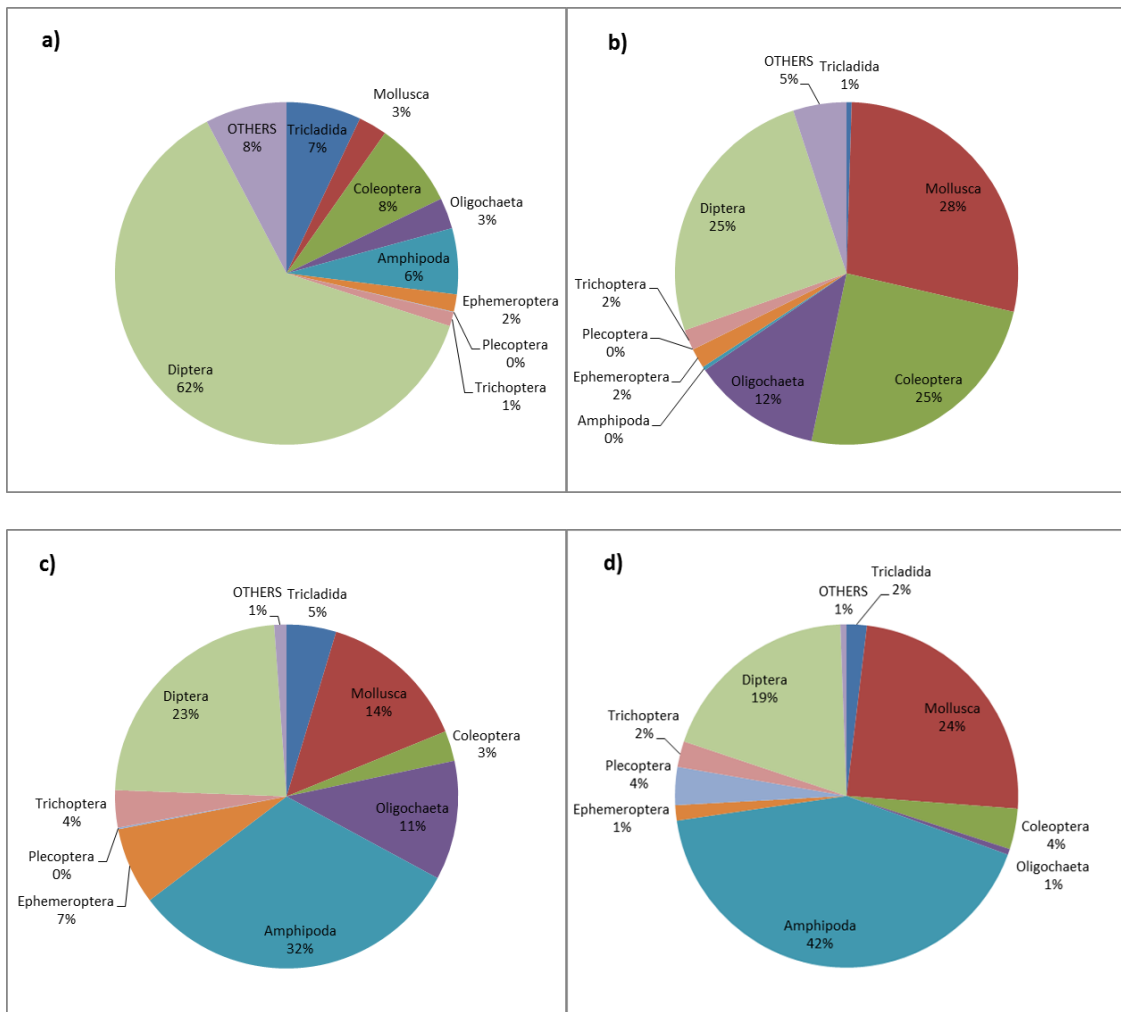 a)
Tricladida
7%
Mollusca
3%
Coleoptera
8%
Oligochaeta
3%
Amphipoda
6%
Ephemeroptera
2%
Plecoptera
0%
Trichoptera
1%
Diptera
62%
OTHERS
8%
b)
Tricladida
1%
Mollusca
28%
Coleoptera
25%
Oligochaeta
12%
Amphipoda
0%
Ephemeroptera
2%
Plecoptera
0%
Trichoptera
2%
Diptera
25%
OTHERS
5%
c)
Tricladida
5%
Mollusca
14%
Coleoptera
3%
Oligochaeta
11%
Amphipoda
32%
Ephemeroptera
7%
Plecoptera
0%
Trichoptera
4%
Diptera
23%
OTHERS
1%
d)
Tricladida
2%
Mollusca
24%
Coleoptera
4%
Oligochaeta
1%
Amphipoda
42%
Ephemeroptera
1%
Plecoptera
4%
Trichoptera
2%
Diptera
19%
OTHERS
1%